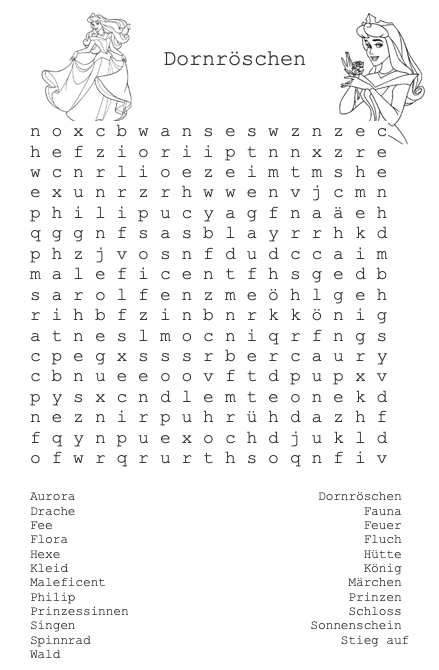 Dornröschen
n o x c b w a n s e s w z n z e c
h e f z i o r i i p t n n x z r e
w c n r l i o e z e i m t m s h e
e x u n r z r h w w e n v j c m n
p h i l i p u c y a g f n a ä e h
q g g n f s a s b l a y r r h k d
p h z j v o s n f d u d c c a i m
m a l e f i c e n t f h s g e d b
s a r o l f e n z m e ö h l g e h
r i h b f z i n b n r k k ö n i g
a t n e s l m o c n i q r f n g s
c p e g x s s s r b e r c a u r y
c b n u e e o o v f t d p u p x v
p y s x c n d l e m t e o n e k d
n e z n i r p u h r ü h d a z h f
f q y n p u e x o c h d j u k l d
o f w r q r u r t h s o q n f i v
Aurora
Drache
Fee
Flora
Hexe
Kleid
Maleficent
Philip
Prinzessinnen
Singen
Spinnrad
Wald
Dornröschen
Fauna
Feuer
Fluch
Hütte
König
Märchen
Prinzen
Schloss
Sonnenschein
Stieg auf